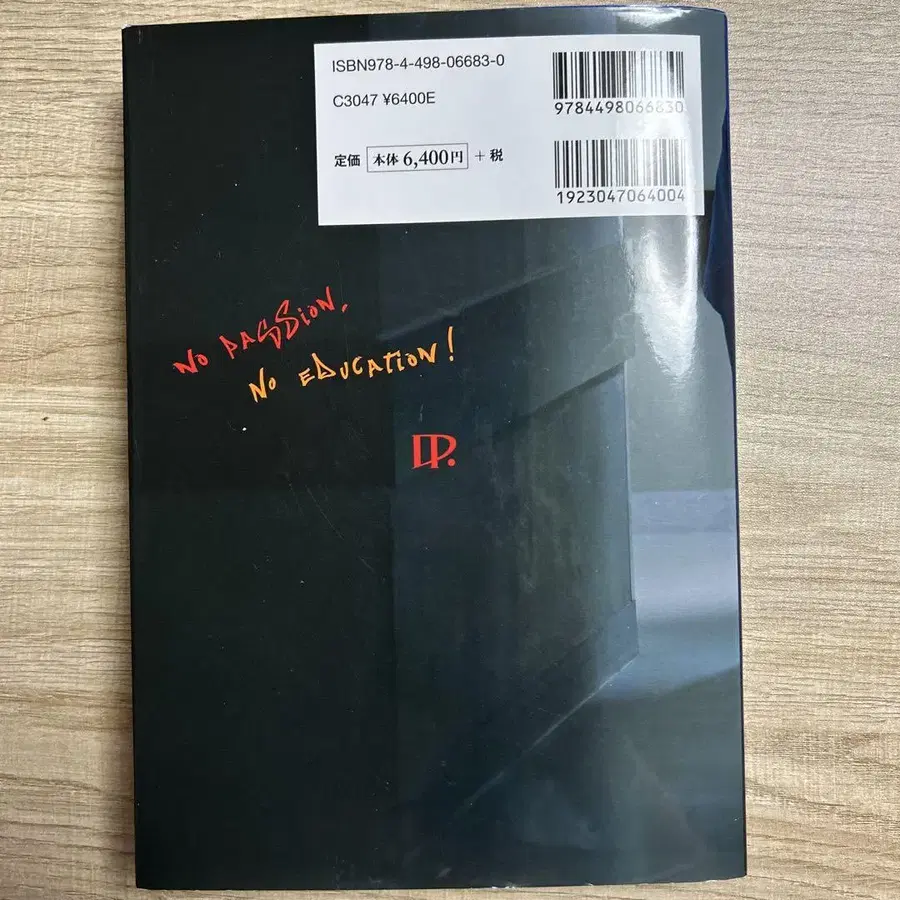 ISBN978-4-498-06683-0
C3047 ¥6400E
定価 本体 6,400円 + 税
9784498066830
1923047064004
NO PASSION,
NO EDUCATION!
DP.